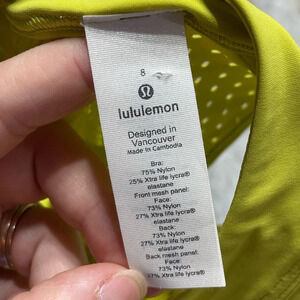 8
lululemon
Designed in
Vancouver
Made in Cambodia
Bra:
75% Nylon
25% Xtra life lycra®
elastane
Front mesh panel:
Face:
73% Nylon
27% Xtra life lycra®
elastane
Back:
73% Nylon
27% Xtra life lycra®
elastane
Back mesh panel:
Face:
73% Nylon
27% Xtra life lycra®